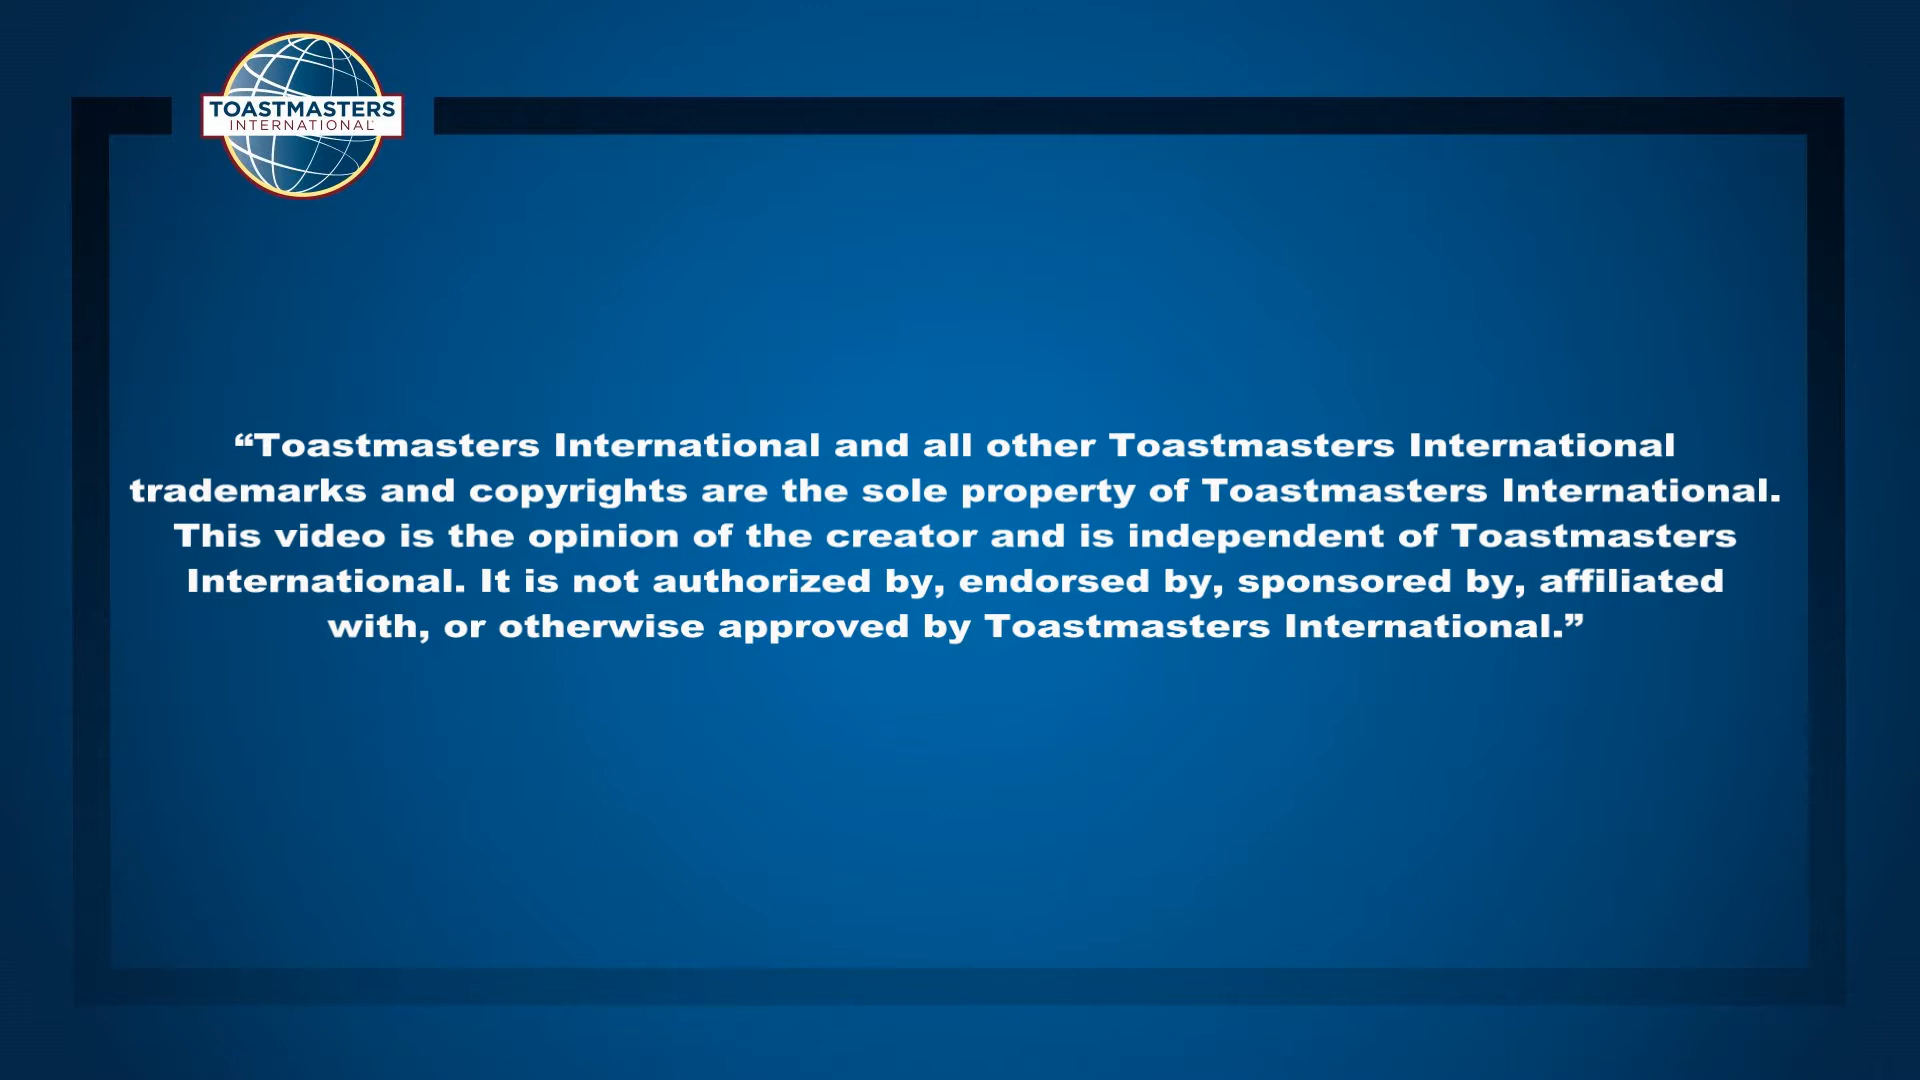 TOASTMASTERS
INTERNATIONAL
“Toastmasters International and all other Toastmasters International
trademarks and copyrights are the sole property of Toastmasters International.
This video is the opinion of the creator and is independent of Toastmasters
International. It is not authorized by, endorsed by, sponsored by, affiliated
with, or otherwise approved by Toastmasters International.”